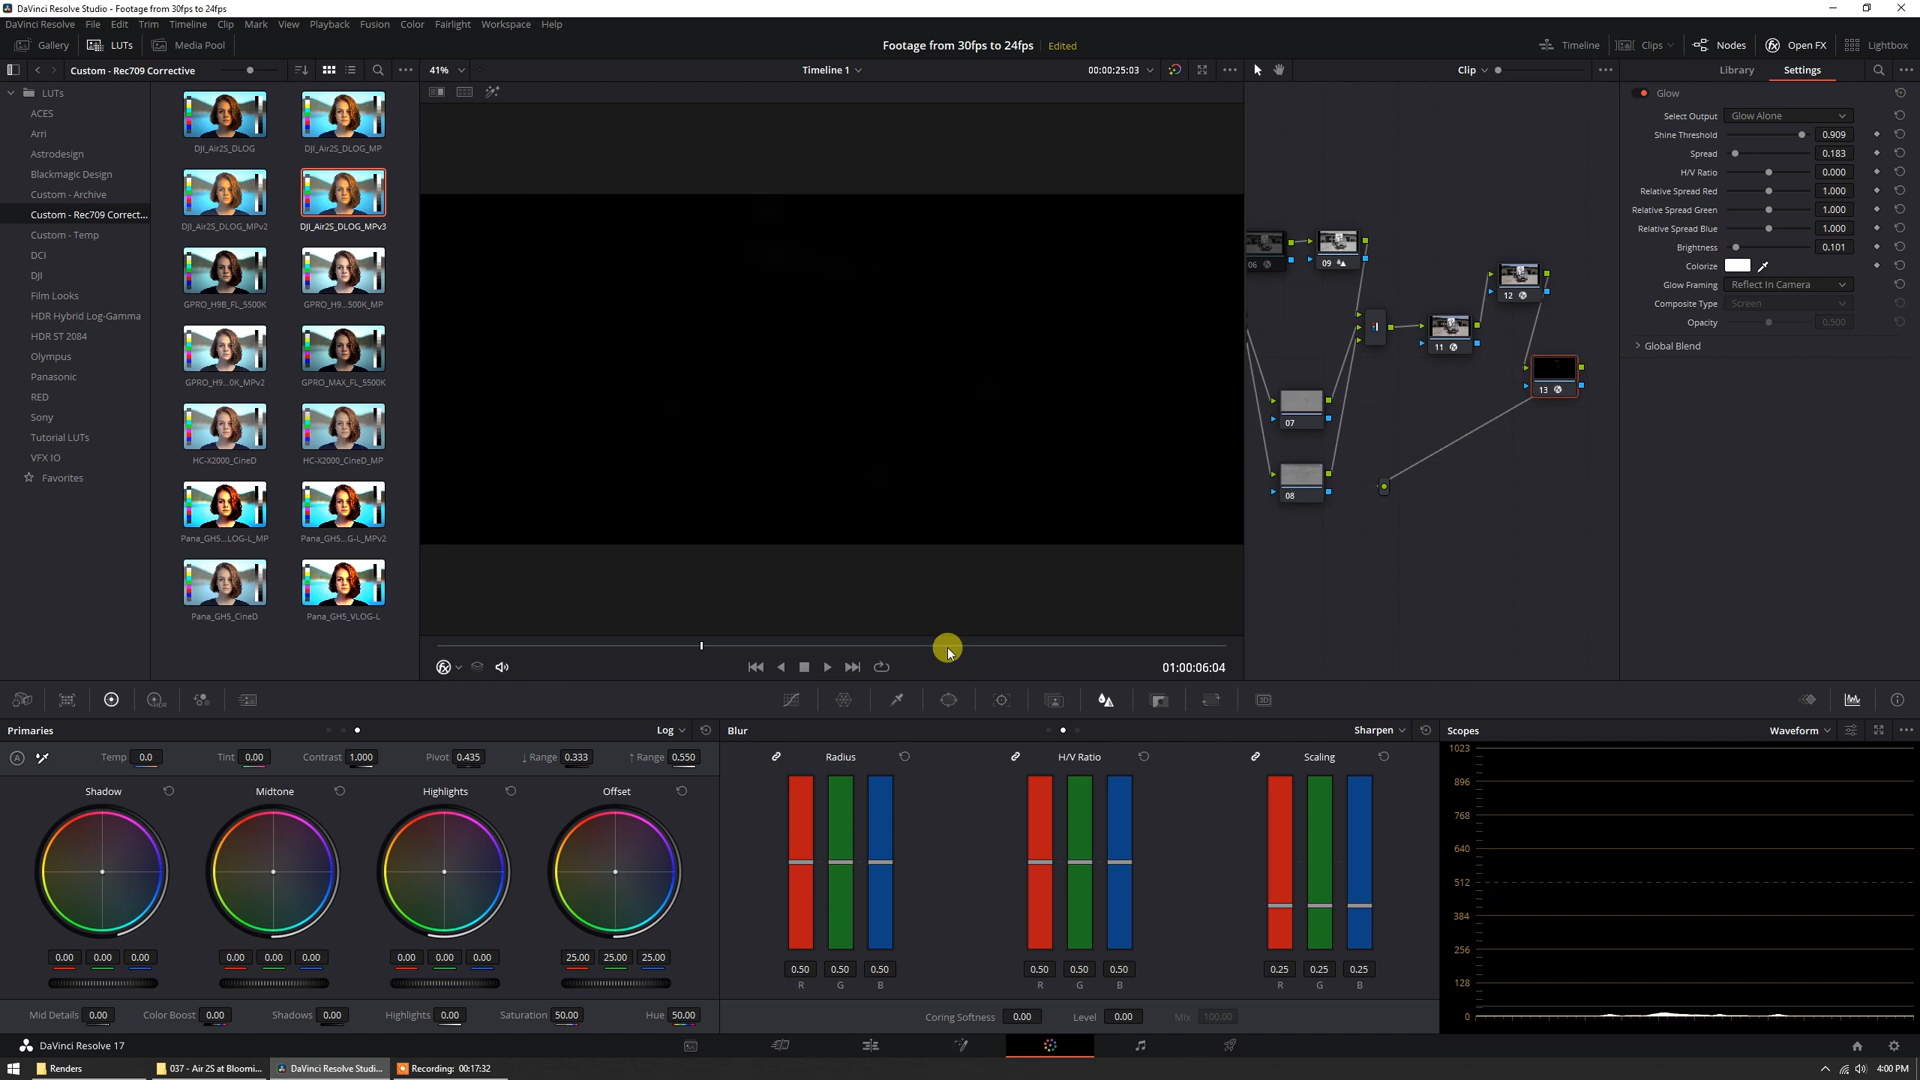 DaVinci Resolve Studio - Footage from 30fps to 24fps
DaVinci Resolve File Edit Trim Timeline Clip Mark View Playback Fusion Color Fairlight Workspace Help
Gallery LUTs Media Pool Footage from 30fps to 24fps Edited Timeline Clips Nodes Open FX Lightbox
Custom - Rec709 Corrective 41% Timeline 1 00:00:25:03 Clip Library Settings
LUTs
ACES
Arri
Astrodesign
Blackmagic Design
Custom - Archive
Custom - Rec709 Correct...
Custom - Temp
DCI
DJI
Film Looks
HDR Hybrid Log-Gamma
HDR ST 2084
Olympus
Panasonic
RED
Sony
Tutorial LUTs
VFX IO
Favorites
DJI_Air2S_DLOG DJI_Air2S_DLOG_MP
DJI_Air2S_DLOG_MPv2 DJI_Air2S_DLOG_MPv3
GPRO_H9B_FL_5500K GPRO_H9...500K_MP
GPRO_H9...0K_MPv2 GPRO_MAX_FL_5500K
HC-X2000_CineD HC-X2000_CineD_MP
Pana_GH5...LOG-L_MP Pana_GH5...G-L_MPv2
Pana_GH5_CineD Pana_GH5_VLOG-L
01:00:06:04
06
09
12
11
13
07
08
Glow
Select Output Glow Alone
Shine Threshold 0.909
Spread 0.183
H/V Ratio 0.000
Relative Spread Red 1.000
Relative Spread Green 1.000
Relative Spread Blue 1.000
Brightness 0.101
Colorize
Glow Framing Reflect In Camera
Composite Type Screen
Opacity 0.500
Global Blend
Primaries Log
Temp 0.0 Tint 0.00 Contrast 1.000 Pivot 0.435 ↓ Range 0.333 ↑ Range 0.550
Shadow Midtone Highlights Offset
0.00 0.00 0.00 0.00 0.00 0.00 0.00 0.00 0.00 25.00 25.00 25.00
Mid Details 0.00 Color Boost 0.00 Shadows 0.00 Highlights 0.00 Saturation 50.00 Hue 50.00
Blur Sharpen
Radius H/V Ratio Scaling
0.50 0.50 0.50 0.50 0.50 0.50 0.25 0.25 0.25
R G B R G B R G B
Coring Softness 0.00 Level 0.00 Mix 100.00
Scopes Waveform
1023
896
768
640
512
384
256
128
0
DaVinci Resolve 17
Renders 037 - Air 2S at Bloomi... DaVinci Resolve Studi... Recording: 00:17:32 4:00 PM